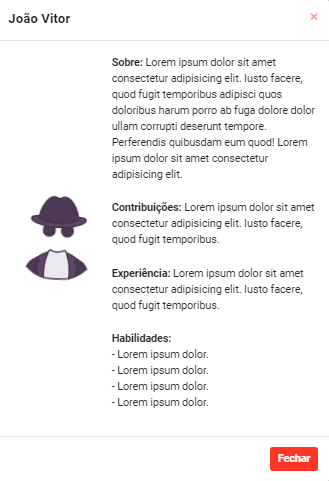 João Vitor
×
Sobre: Lorem ipsum dolor sit amet
consectetur adipisicing elit. Iusto facere,
quod fugit temporibus adipisci quos
doloribus harum porro ab fuga dolore dolor
ullam corrupti deserunt tempore.
Perferendis quibusdam eum quod! Lorem
ipsum dolor sit amet consectetur
adipisicing elit.
Contribuições: Lorem ipsum dolor sit amet
consectetur adipisicing elit. Iusto facere,
quod fugit temporibus.
Experiência: Lorem ipsum dolor sit amet
consectetur adipisicing elit. Iusto facere,
quod fugit temporibus.
Habilidades:
- Lorem ipsum dolor.
- Lorem ipsum dolor.
- Lorem ipsum dolor.
- Lorem ipsum dolor.
Fechar